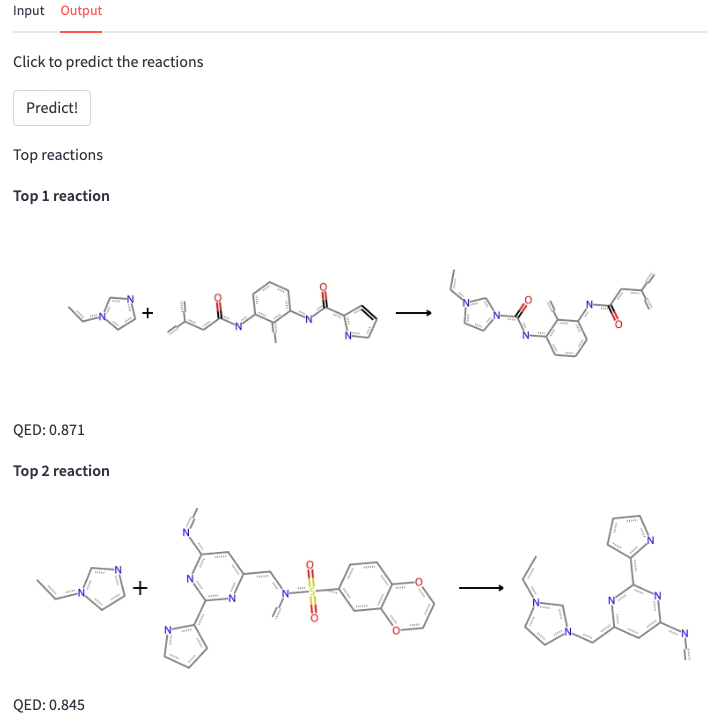 Input Output
Click to predict the reactions
Predict!
Top reactions
Top 1 reaction
N N + O N N O N N N O N N O
QED: 0.871
Top 2 reaction
N N + N N N N N O S O O O N N N N N N
QED: 0.845